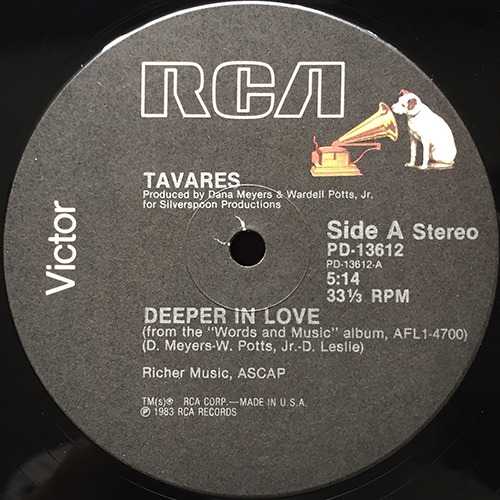 RCA
Victor
TAVARES
Produced by Dana Meyers & Wardell Potts, Jr.
for Silverspoon Productions
Side A Stereo
PD-13612
PD-13612-A
5:14
33⅓ RPM
DEEPER IN LOVE
(from the "Words and Music" album, AFL1-4700)
(D. Meyers-W. Potts, Jr.-D. Leslie)
Richer Music, ASCAP
TM(s)® RCA CORP.—MADE IN U.S.A.
℗ 1983 RCA RECORDS